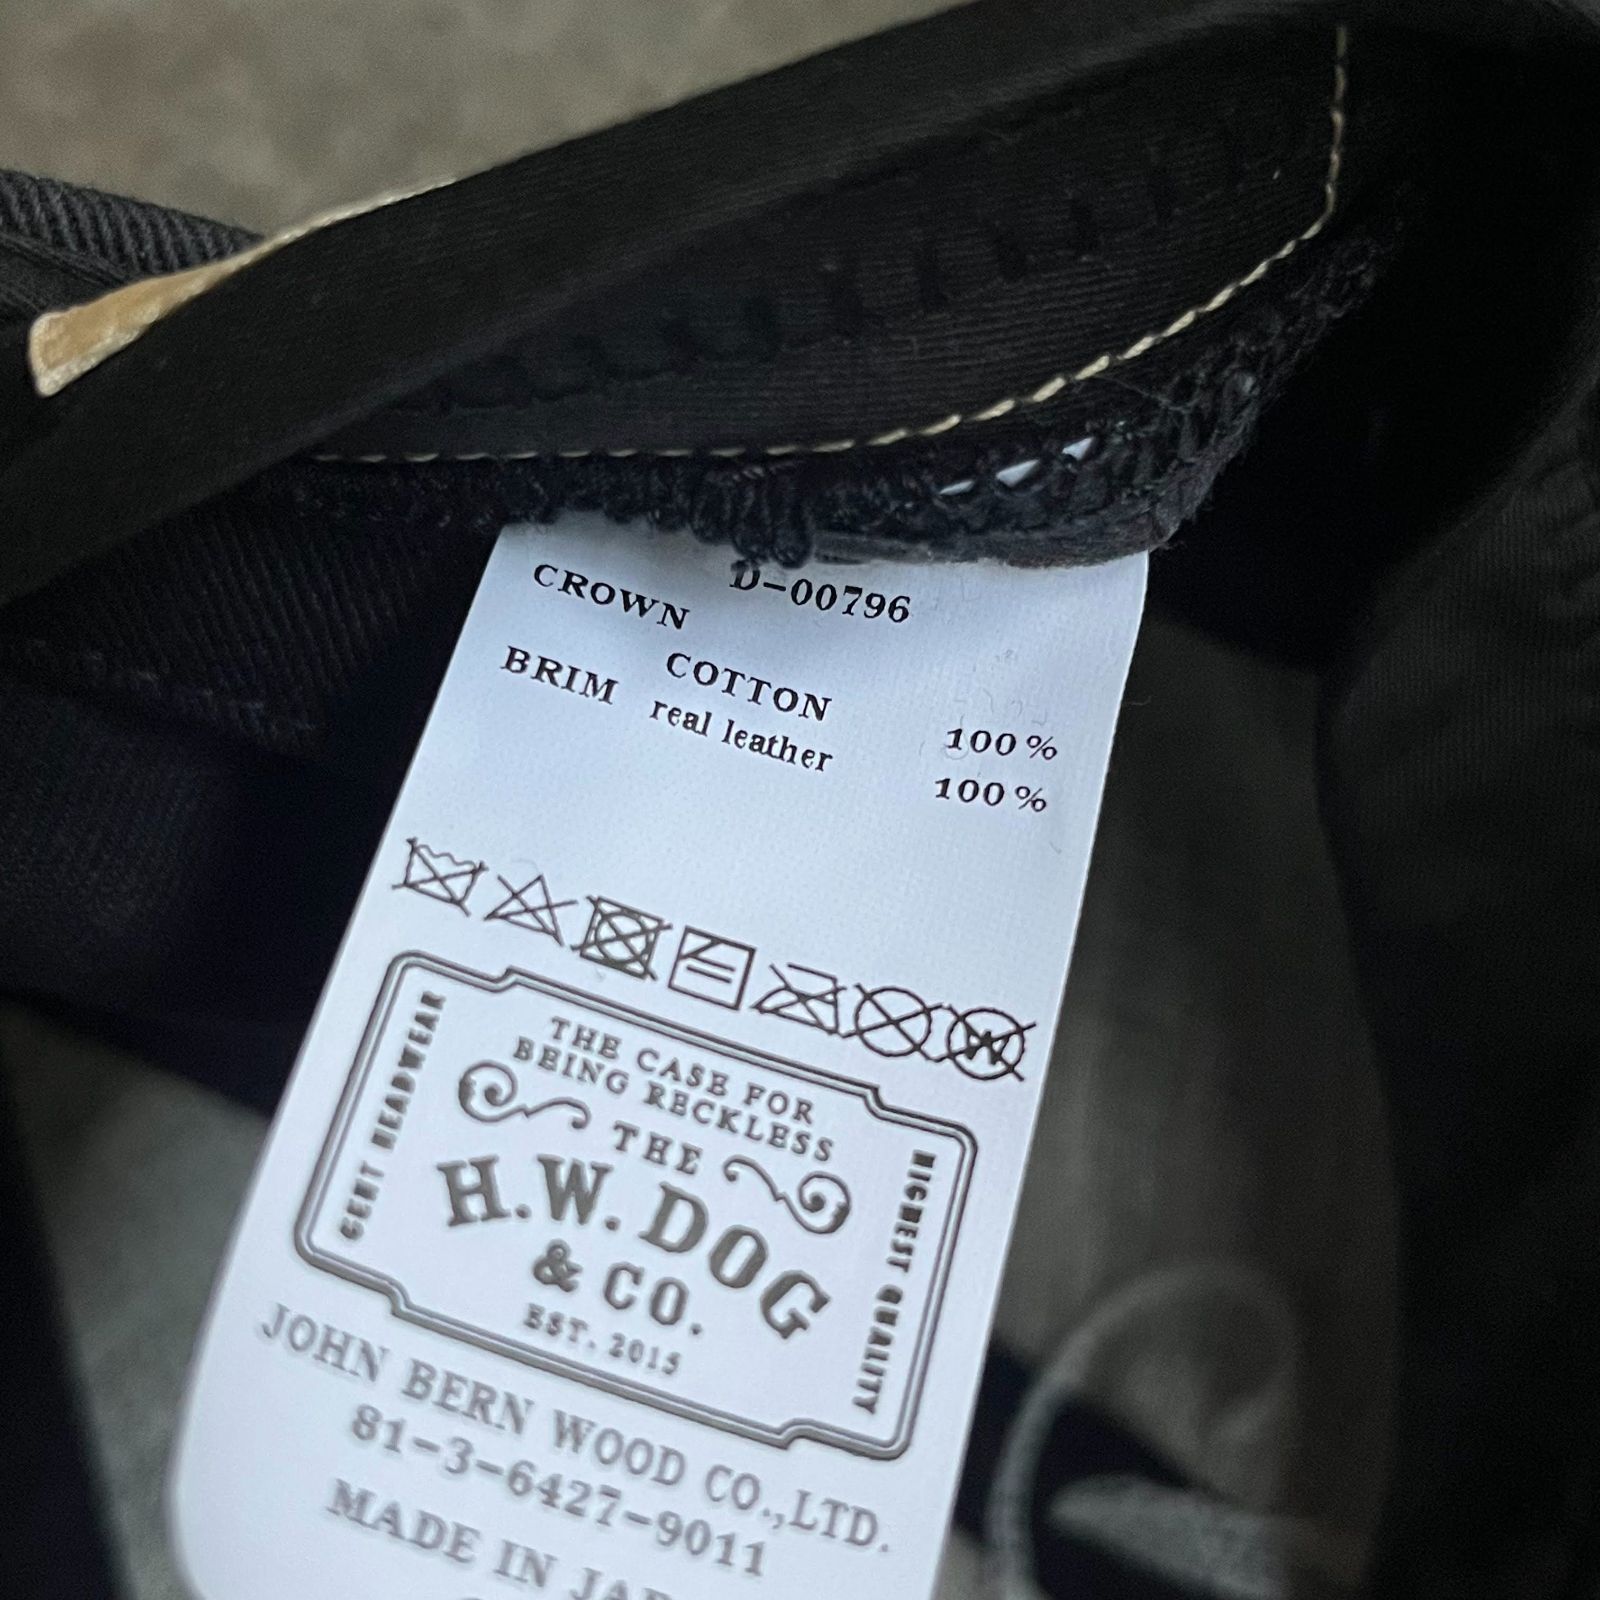 D-00796
CROWN
COTTON 100%
BRIM real leather 100%
W
THE CASE FOR
BEING RECKLESS
GENT HEADWEAR
THE
H.W. DOG
& CO.
EST. 2015
HIGHEST QUALITY
JOHN BERN WOOD CO.,LTD.
81-3-6427-9011
MADE IN